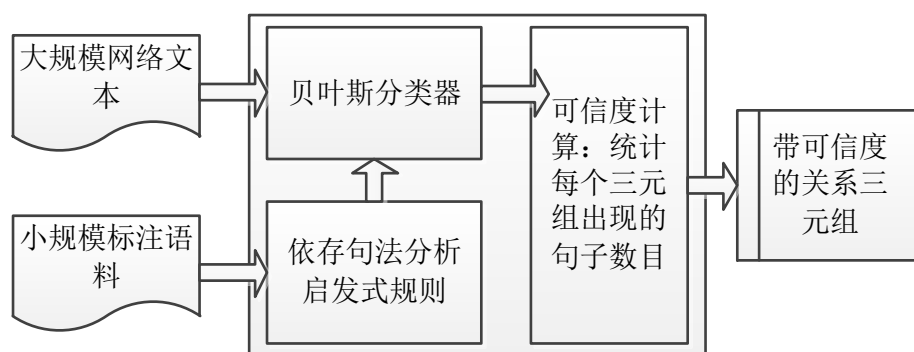 大规模网络文
本
贝叶斯分类器
小规模标注语
料
依存句法分析
启发式规则
可信度计
算：统计
每个三元
组出现的
句子数目
带可信度
的关系三
元组